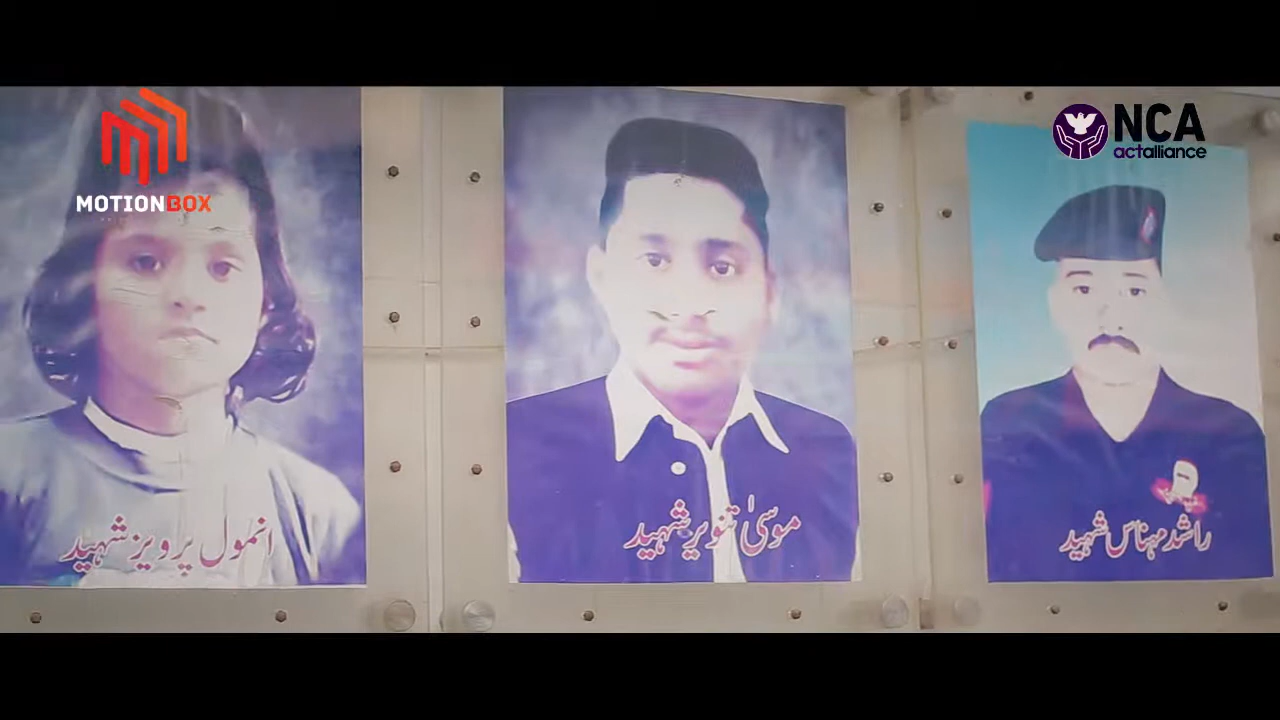 MOTIONBOX
NCA
actalliance
انمول پرویز شہید
موسیٰ تنویر شہید
راشد مہناس شہید